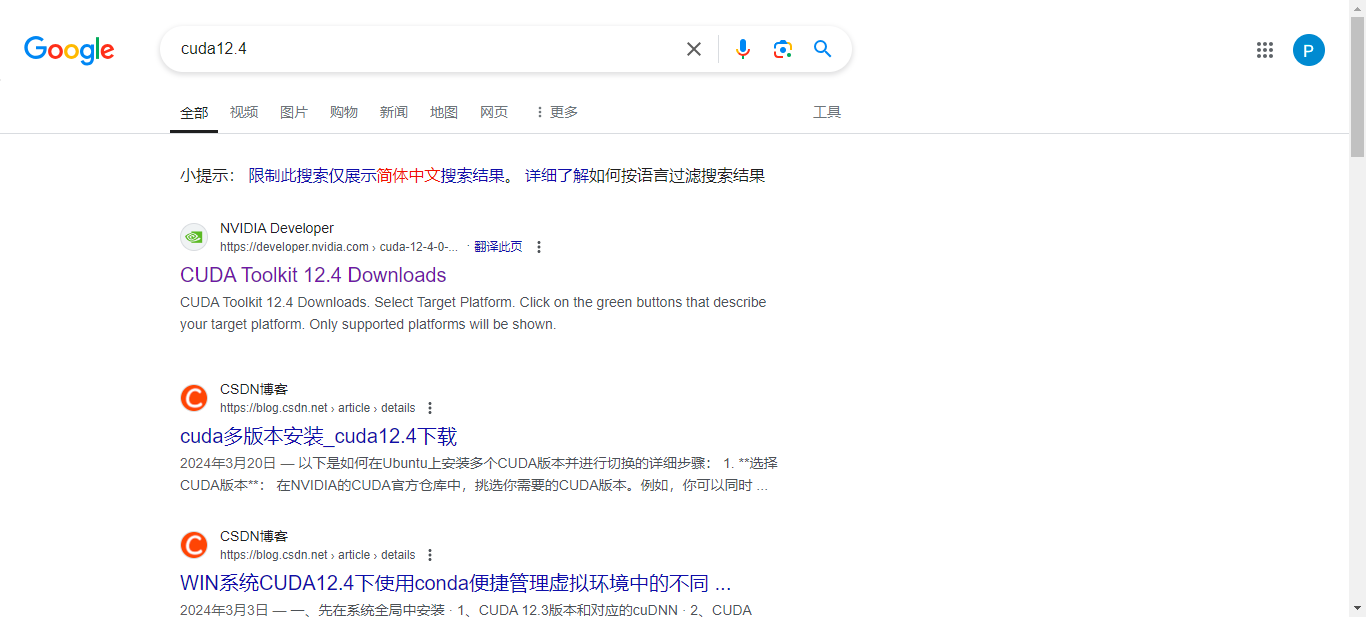 Google
cuda12.4
P
全部 视频 图片 购物 新闻 地图 网页 更多 工具
小提示： 限制此搜索仅展示简体中文搜索结果。 详细了解如何按语言过滤搜索结果
NVIDIA Developer
https://developer.nvidia.com › cuda-12-4-0-... · 翻译此页
CUDA Toolkit 12.4 Downloads
CUDA Toolkit 12.4 Downloads. Select Target Platform. Click on the green buttons that describe
your target platform. Only supported platforms will be shown.
CSDN博客
https://blog.csdn.net › article › details
cuda多版本安装_cuda12.4下载
2024年3月20日 — 以下是如何在Ubuntu上安装多个CUDA版本并进行切换的详细步骤： 1. **选择
CUDA版本**： 在NVIDIA的CUDA官方仓库中，挑选你需要的CUDA版本。例如，你可以同时 ...
CSDN博客
https://blog.csdn.net › article › details
WIN系统CUDA12.4下使用conda便捷管理虚拟环境中的不同 ...
2024年3月3日 — 一、先在系统全局中安装 · 1、CUDA 12.3版本和对应的cuDNN · 2、CUDA